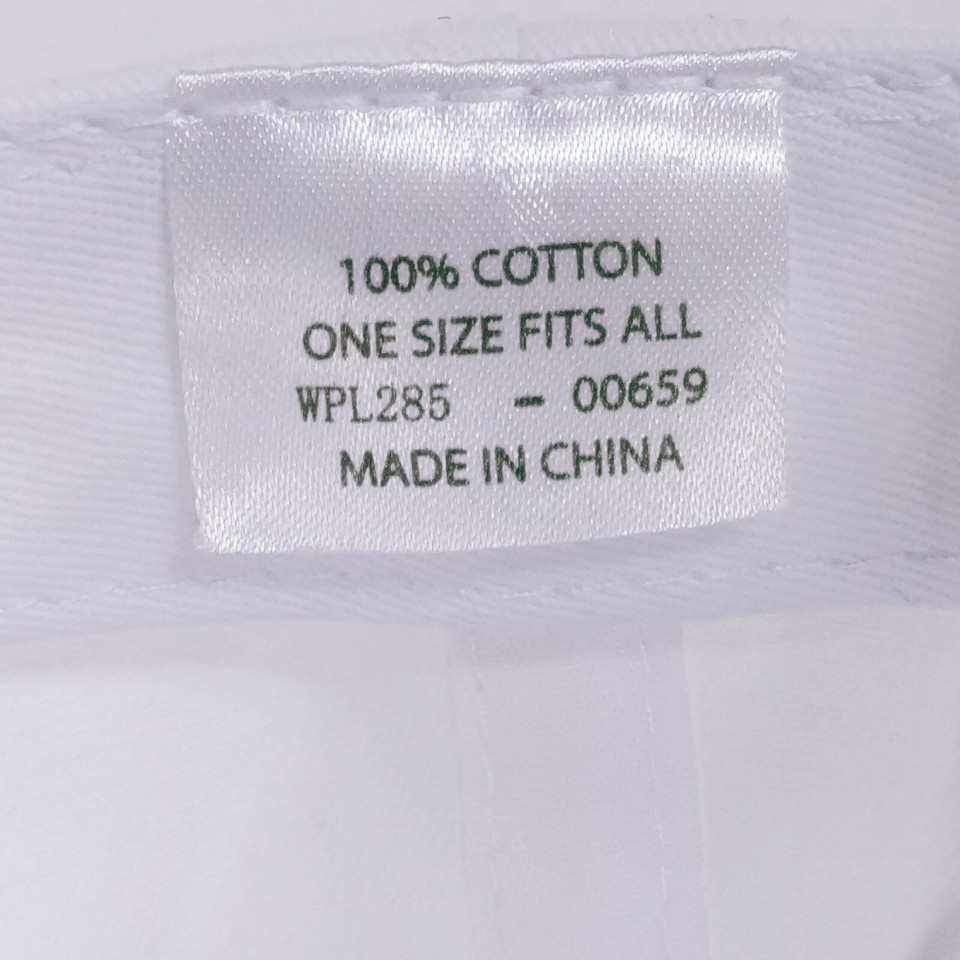 100% COTTON
ONE SIZE FITS ALL
WPL285 - 00659
MADE IN CHINA